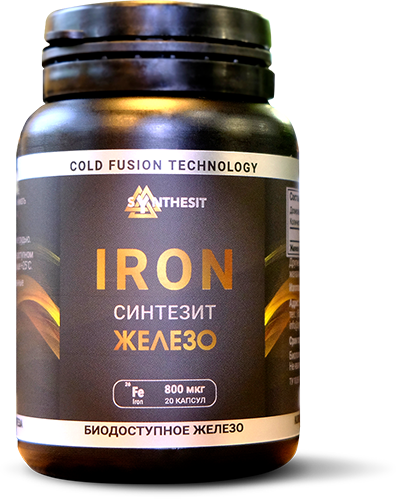 COLD FUSION TECHNOLOGY
SYNTHESIT
IRON
СИНТЕЗИТ
ЖЕЛЕЗО
26
Fe
Iron
800 мкг
20 КАПСУЛ
БИОДОСТУПНОЕ ЖЕЛЕЗО